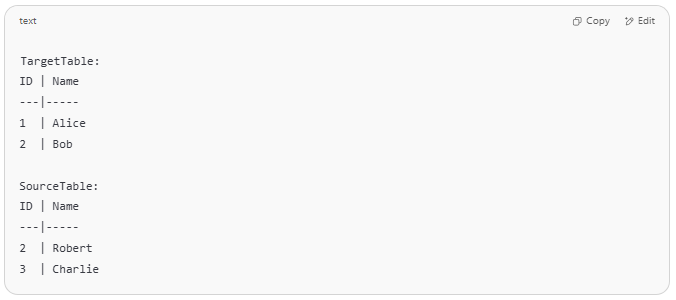 text Copy Edit
TargetTable:
ID | Name
---|-----
1  | Alice
2  | Bob
SourceTable:
ID | Name
---|-----
2  | Robert
3  | Charlie